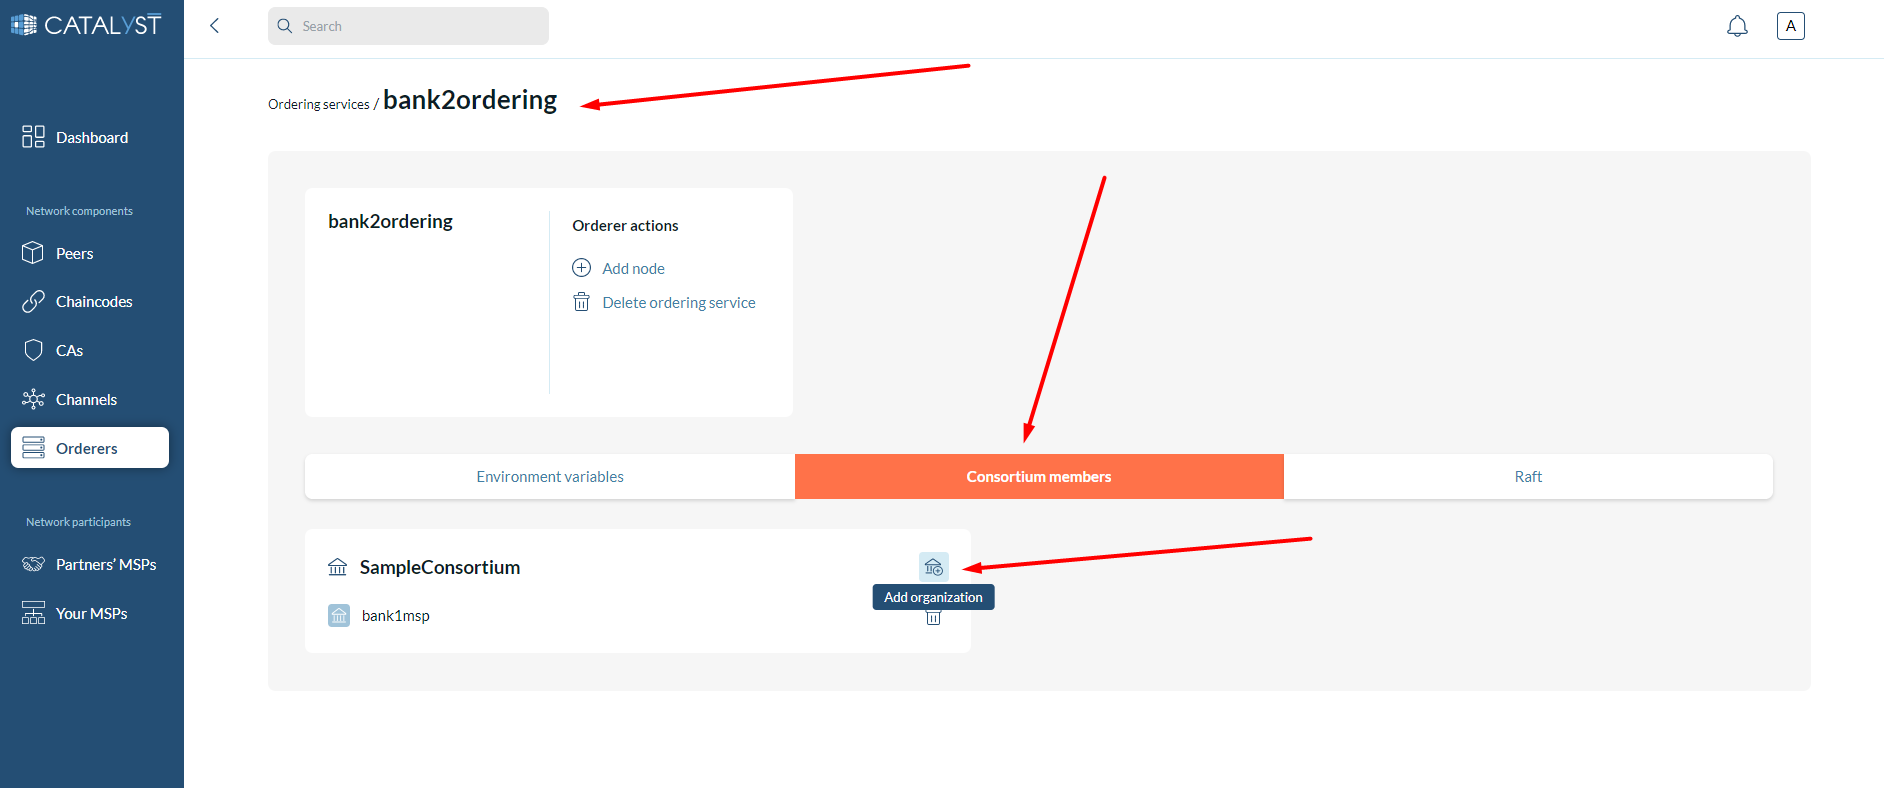 CATALYST
Search
A
Ordering services / bank2ordering
Dashboard
Network components
Peers
Chaincodes
CAs
Channels
Orderers
Network participants
Partners’ MSPs
Your MSPs
bank2ordering
Orderer actions
Add node
Delete ordering service
Environment variables
Consortium members
Raft
SampleConsortium
Add organization
bank1msp